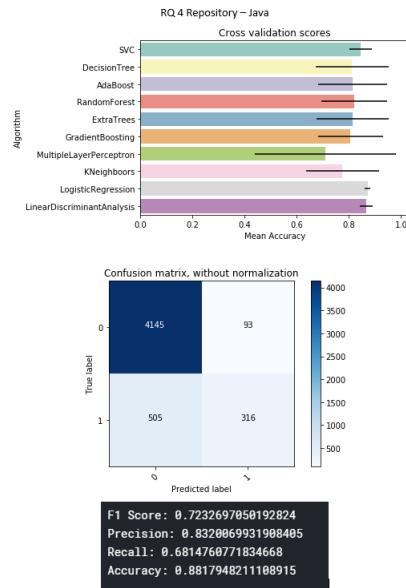 RQ 4 Repository – Java
Cross validation scores
SVC
DecisionTree
AdaBoost
RandomForest
ExtraTrees
GradientBoosting
MultipleLayerPerceptron
KNeighboors
LogisticRegression
LinearDiscriminantAnalysis
Algorithm
0.0 0.2 0.4 0.6 0.8 1.0
Mean Accuracy
Confusion matrix, without normalization
4145 93
505 316
0
1
True label
0 1
Predicted label
4000
3500
3000
2500
2000
1500
1000
500
F1 Score: 0.7232697050192824
Precision: 0.8320069931908405
Recall: 0.6814760771834668
Accuracy: 0.8817948211108915